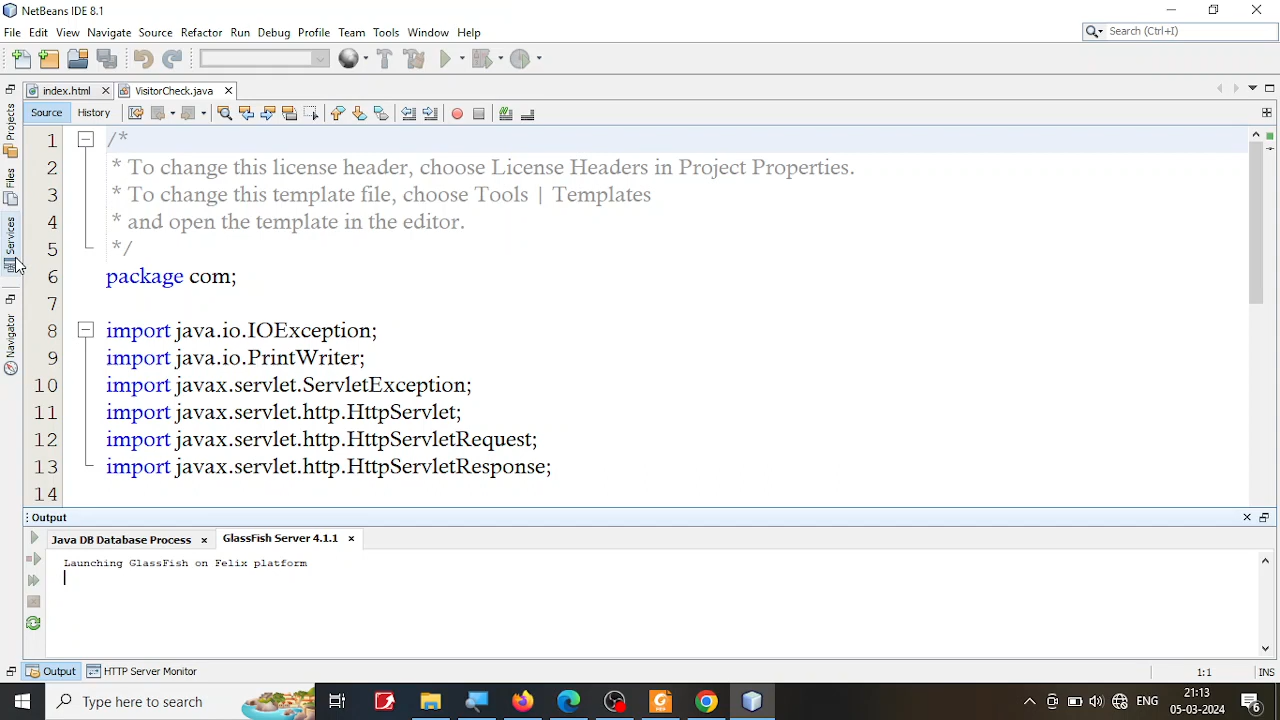 NetBeans IDE 8.1
File Edit View Navigate Source Refactor Run Debug Profile Team Tools Window Help
Search (Ctrl+I)
index.html VisitorCheck.java
Source History
Projects
Files
Services
Navigator
1 /*
2 * To change this license header, choose License Headers in Project Properties.
3 * To change this template file, choose Tools | Templates
4 * and open the template in the editor.
5 */
6 package com;
7
8 import java.io.IOException;
9 import java.io.PrintWriter;
10 import javax.servlet.ServletException;
11 import javax.servlet.http.HttpServlet;
12 import javax.servlet.http.HttpServletRequest;
13 import javax.servlet.http.HttpServletResponse;
14
Output
Java DB Database Process GlassFish Server 4.1.1
Launching GlassFish on Felix platform
Output HTTP Server Monitor
1:1 INS
Type here to search
ENG
21:13
05-03-2024
6